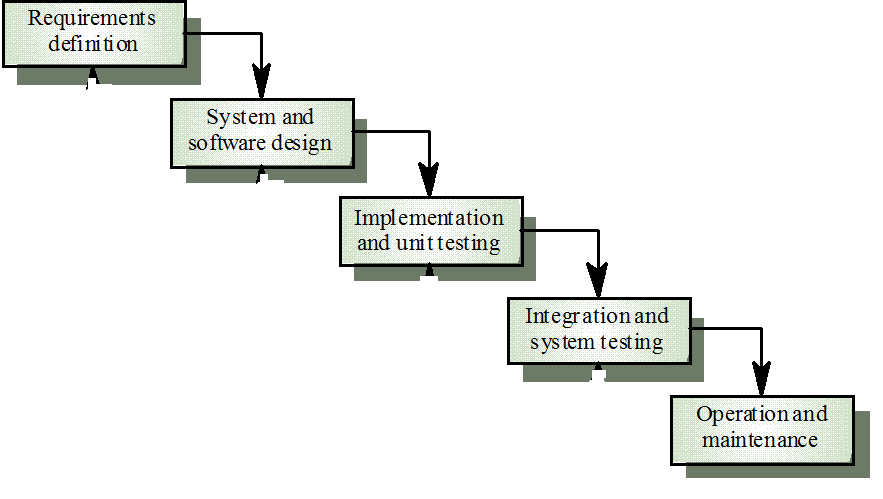 Requirements
definition
System and
software design
Implementation
and unit testing
Integration and
system testing
Operation and
maintenance